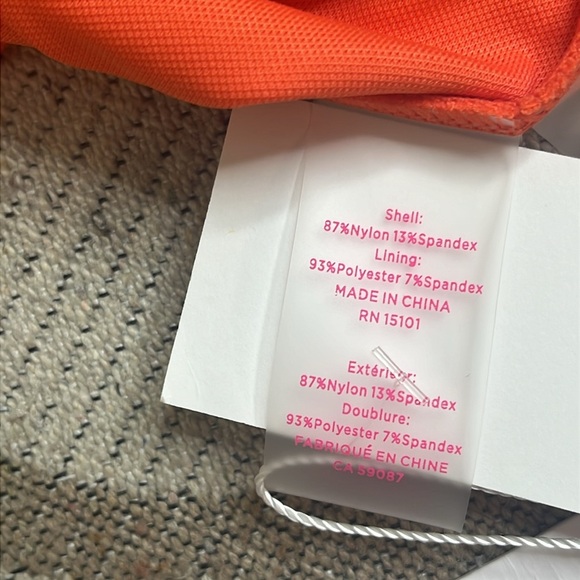 Shell:
87%Nylon 13%Spandex
Lining:
93%Polyester 7%Spandex
MADE IN CHINA
RN 15101
Extérieur:
87%Nylon 13%Spandex
Doublure:
93%Polyester 7%Spandex
FABRIQUÉ EN CHINE
CA 59087